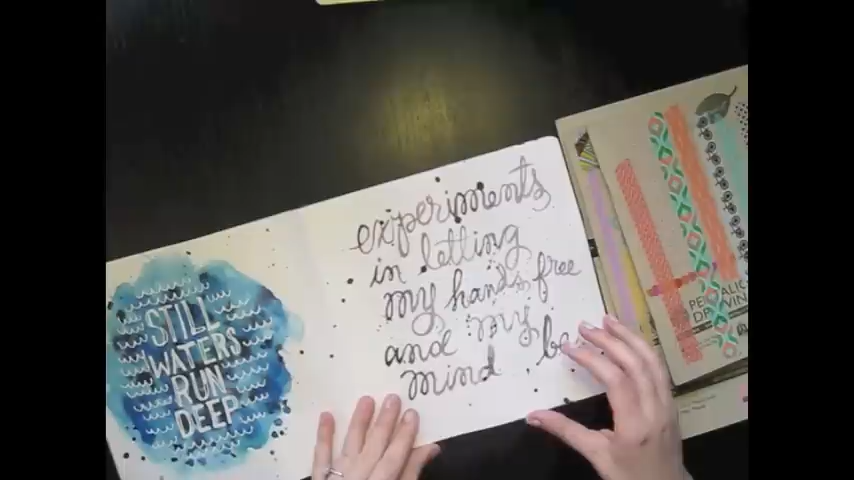 STILL
WATERS
RUN
DEEP
experiments
in letting
my hands free
and my
mind